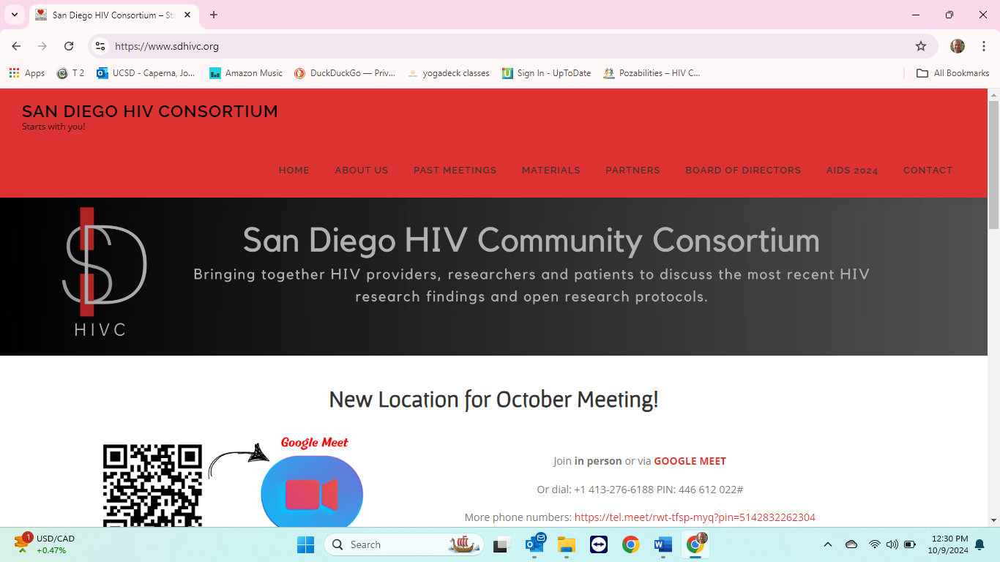 San Diego HIV Consortium – Sta
https://www.sdhivc.org
Apps
T 2
UCSD - Caperna, Jo...
Amazon Music
DuckDuckGo — Priv...
yogadeck classes
Sign In - UpToDate
Pozabilities – HIV C...
All Bookmarks
SAN DIEGO HIV CONSORTIUM
Starts with you!
HOME ABOUT US PAST MEETINGS MATERIALS PARTNERS BOARD OF DIRECTORS AIDS 2024 CONTACT
SD
HIVC
San Diego HIV Community Consortium
Bringing together HIV providers, researchers and patients to discuss the most recent HIV
research findings and open research protocols.
New Location for October Meeting!
Google Meet
Join in person or via GOOGLE MEET
Or dial: +1 413-276-6188 PIN: 446 612 022#
More phone numbers: https://tel.meet/rwt-tfsp-myq?pin=5142832262304
1
USD/CAD
+0.47%
Search
12:30 PM
10/9/2024